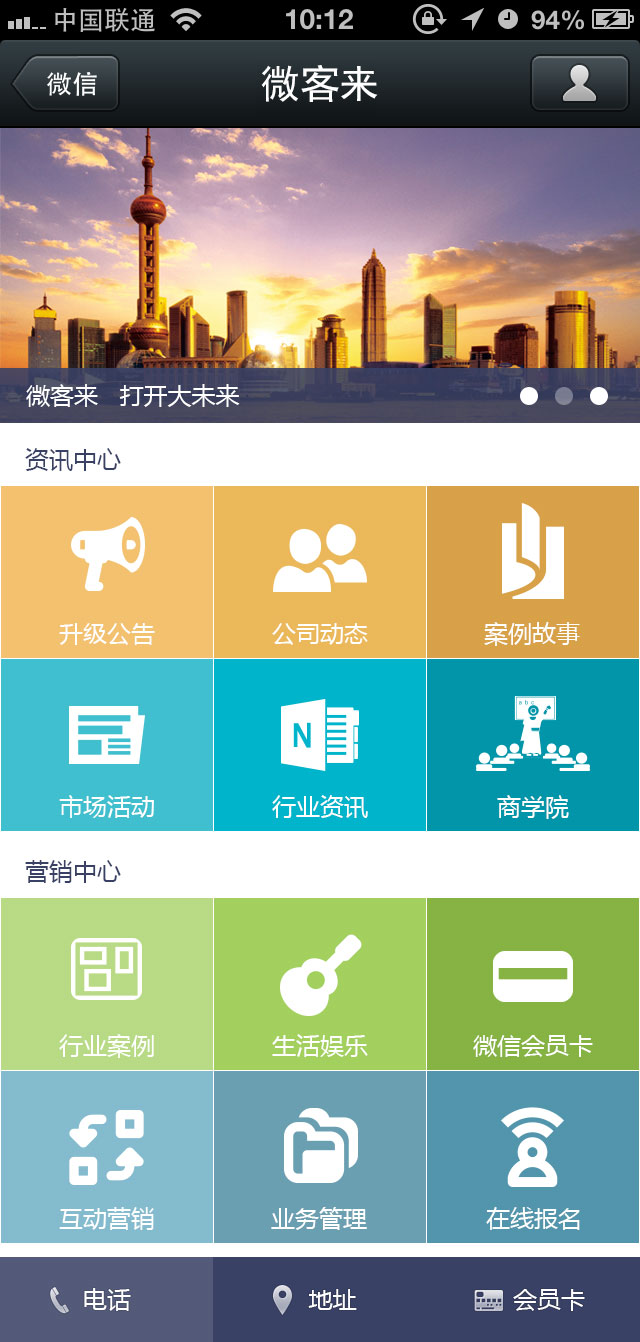 中国联通 10:12 94%
微信 微客来
微客来 打开大未来
资讯中心
升级公告 公司动态 案例故事
abc
N
市场活动 行业资讯 商学院
营销中心
行业案例 生活娱乐 微信会员卡
互动营销 业务管理 在线报名
电话 地址 会员卡